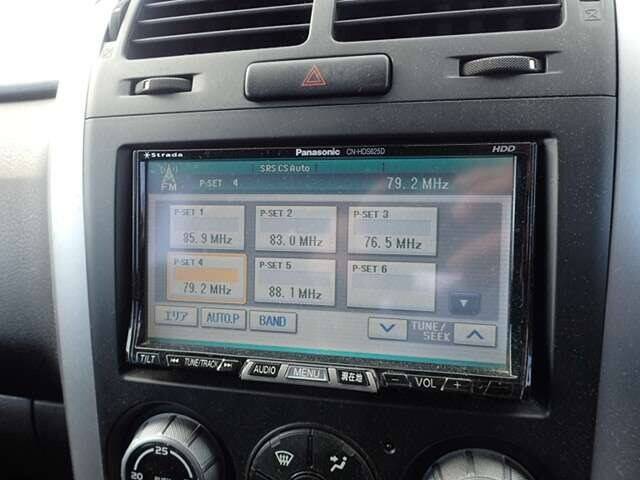 Strada Panasonic CN-HDS625D HDD
SRS CS Auto
FM P-SET 4 79.2 MHz
P-SET 1 P-SET 2 P-SET 3
85.9 MHz 83.0 MHz 76.5 MHz
P-SET 4 P-SET 5 P-SET 6
79.2 MHz 88.1 MHz
エリア AUTO.P BAND TUNE/
SEEK
TILT TUNE/TRACK AUDIO MENU 現在地 − VOL +
25